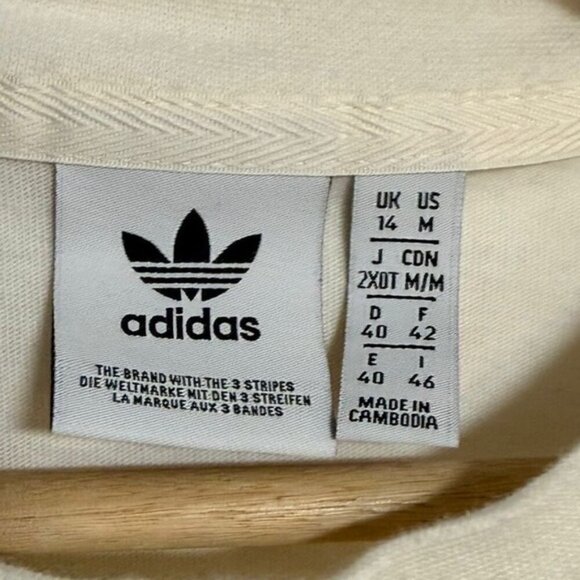 adidas
THE BRAND WITH THE 3 STRIPES
DIE WELTMARKE MIT DEN 3 STREIFEN
LA MARQUE AUX 3 BANDES
UK US
14 M
J CDN
2XOT M/M
D F
40 42
E I
40 46
MADE IN
CAMBODIA